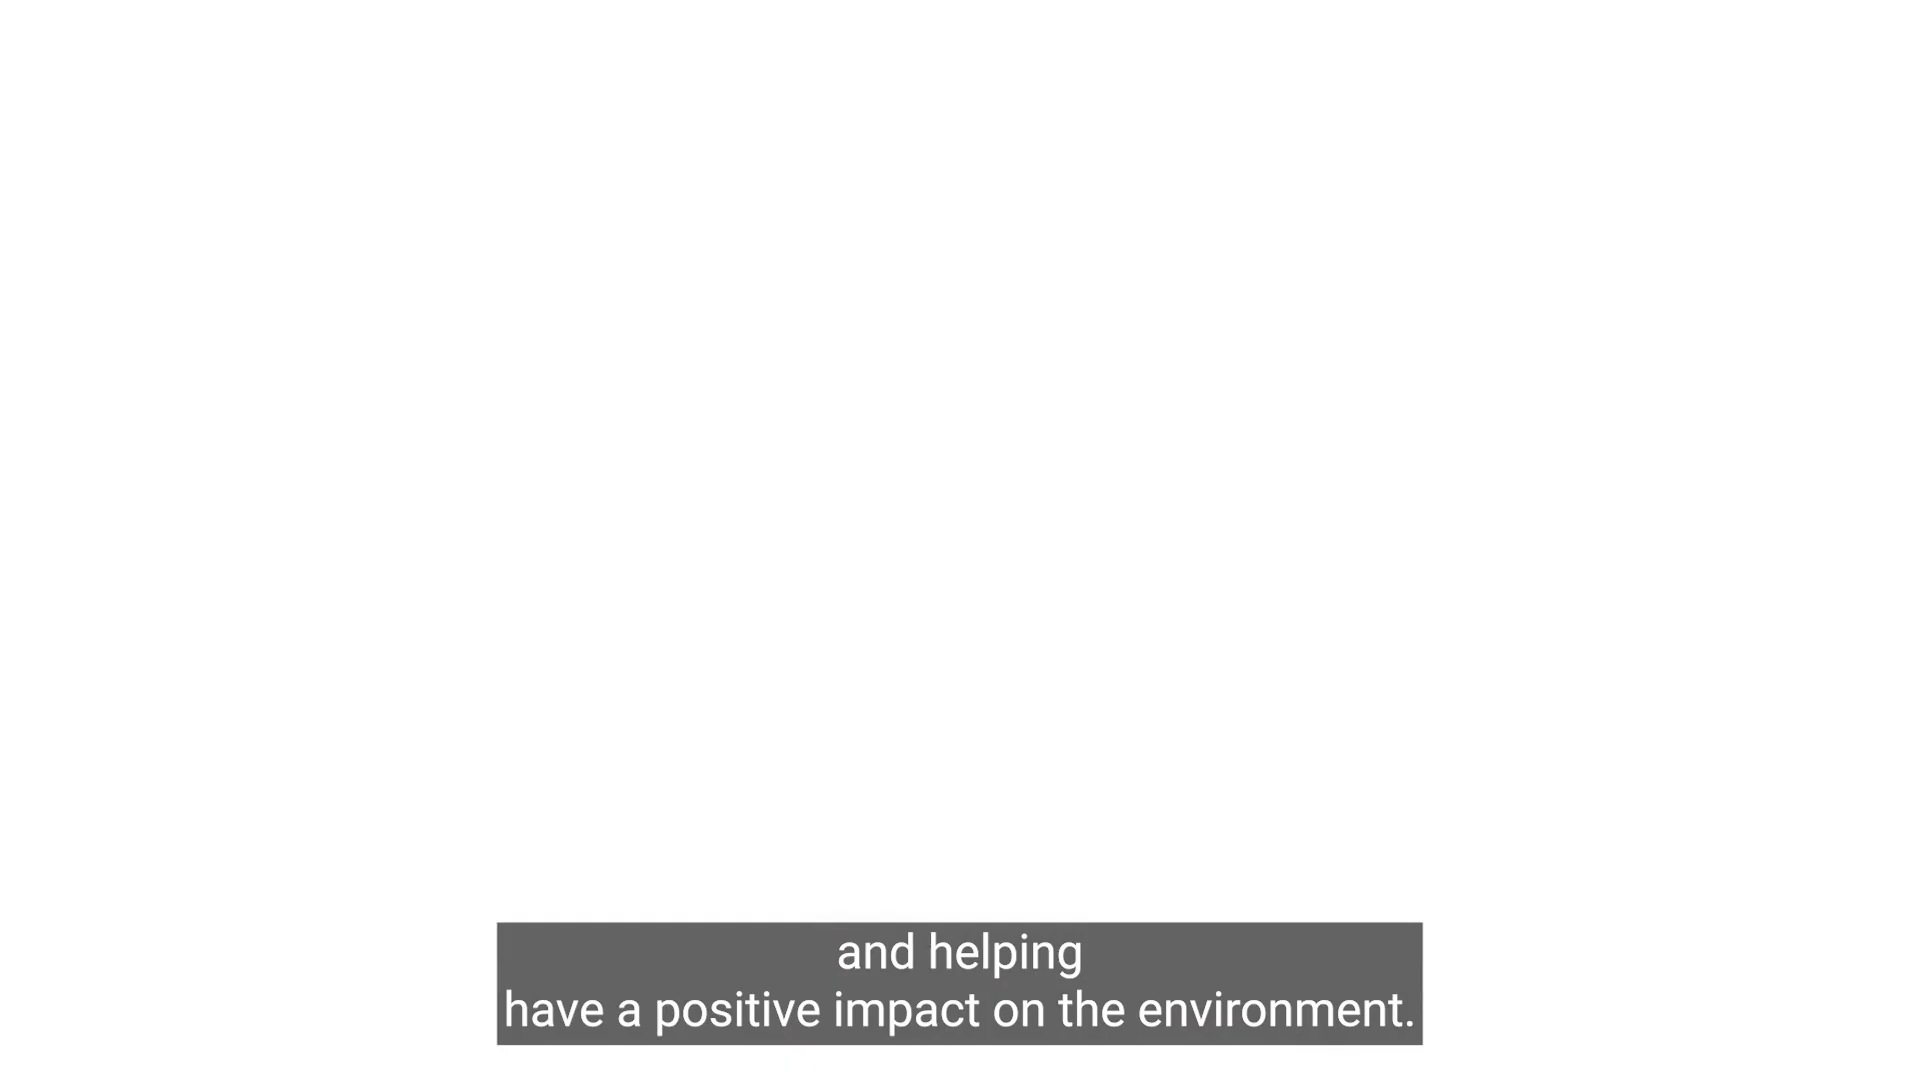 and helping
have a positive impact on the environment.